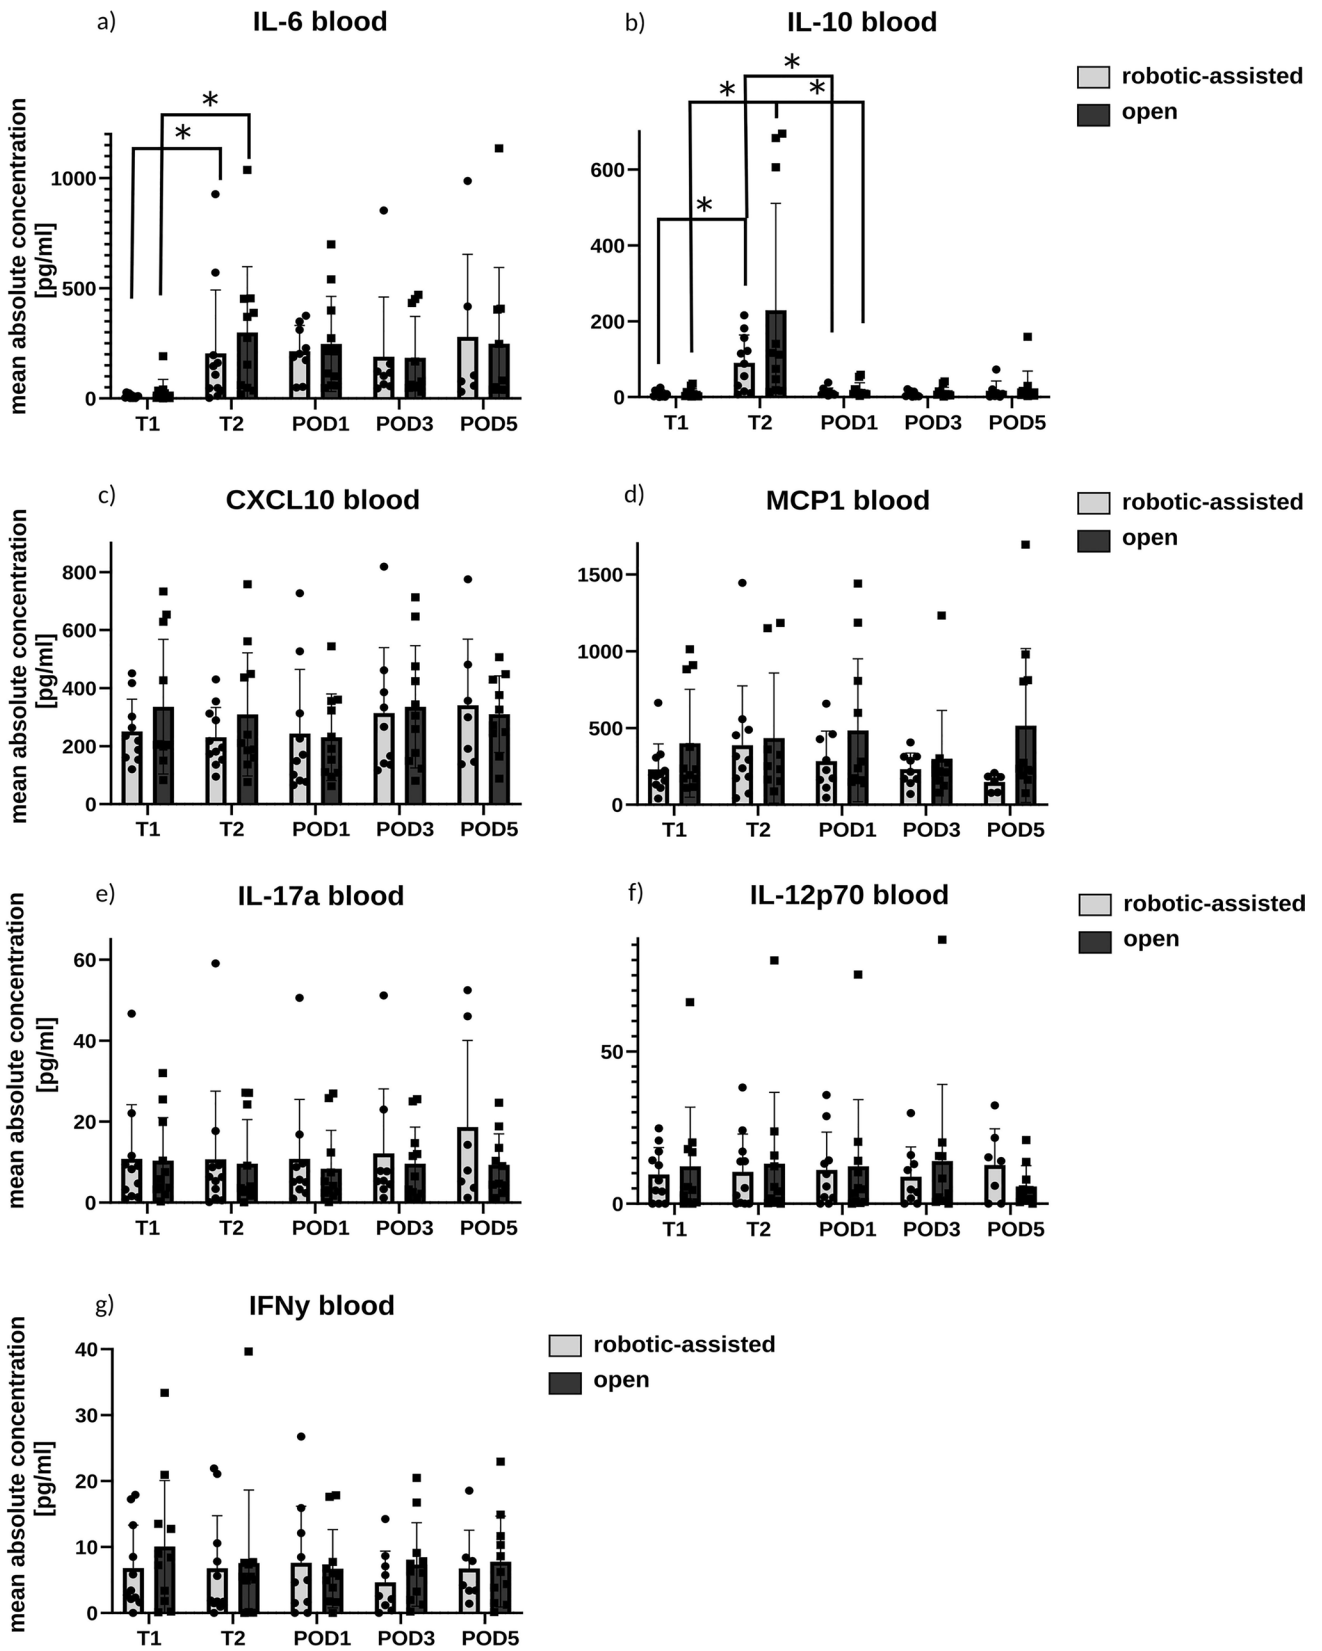 a)
IL-6 blood
mean absolute concentration
[pg/ml]
1000
500
0
T1 T2 POD1 POD3 POD5
*
*
b)
IL-10 blood
600
400
200
0
T1 T2 POD1 POD3 POD5
*
*
*
*
robotic-assisted
open
c)
CXCL10 blood
mean absolute concentration
[pg/ml]
800
600
400
200
0
T1 T2 POD1 POD3 POD5
d)
MCP1 blood
1500
1000
500
0
T1 T2 POD1 POD3 POD5
robotic-assisted
open
e)
IL-17a blood
mean absolute concentration
[pg/ml]
60
40
20
0
T1 T2 POD1 POD3 POD5
f)
IL-12p70 blood
50
0
T1 T2 POD1 POD3 POD5
robotic-assisted
open
g)
IFNy blood
mean absolute concentration
[pg/ml]
40
30
20
10
0
T1 T2 POD1 POD3 POD5
robotic-assisted
open